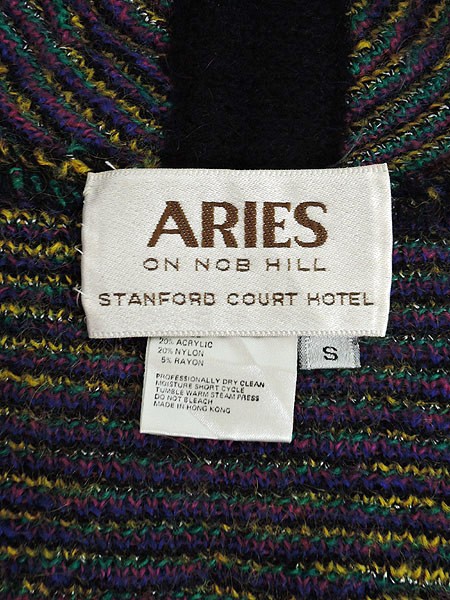 ARIES
ON NOB HILL
STANFORD COURT HOTEL
20% ACRYLIC
20% NYLON
5% RAYON
S
PROFESSIONALLY DRY CLEAN
MOISTURE SHORT CYCLE
TUMBLE WARM STEAM PRESS
DO NOT BLEACH
MADE IN HONG KONG